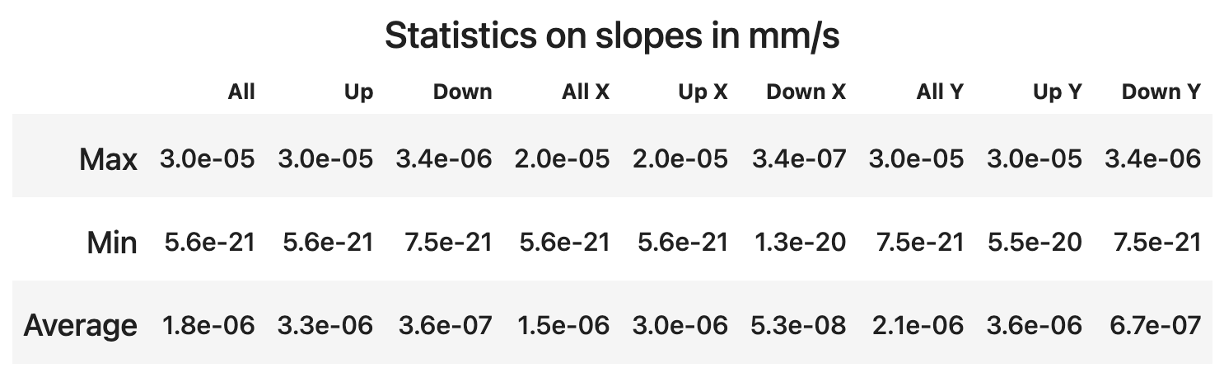 Statistics on slopes in mm/s
All Up Down All X Up X Down X All Y Up Y Down Y
Max 3.0e-05 3.0e-05 3.4e-06 2.0e-05 2.0e-05 3.4e-07 3.0e-05 3.0e-05 3.4e-06
Min 5.6e-21 5.6e-21 7.5e-21 5.6e-21 5.6e-21 1.3e-20 7.5e-21 5.5e-20 7.5e-21
Average 1.8e-06 3.3e-06 3.6e-07 1.5e-06 3.0e-06 5.3e-08 2.1e-06 3.6e-06 6.7e-07